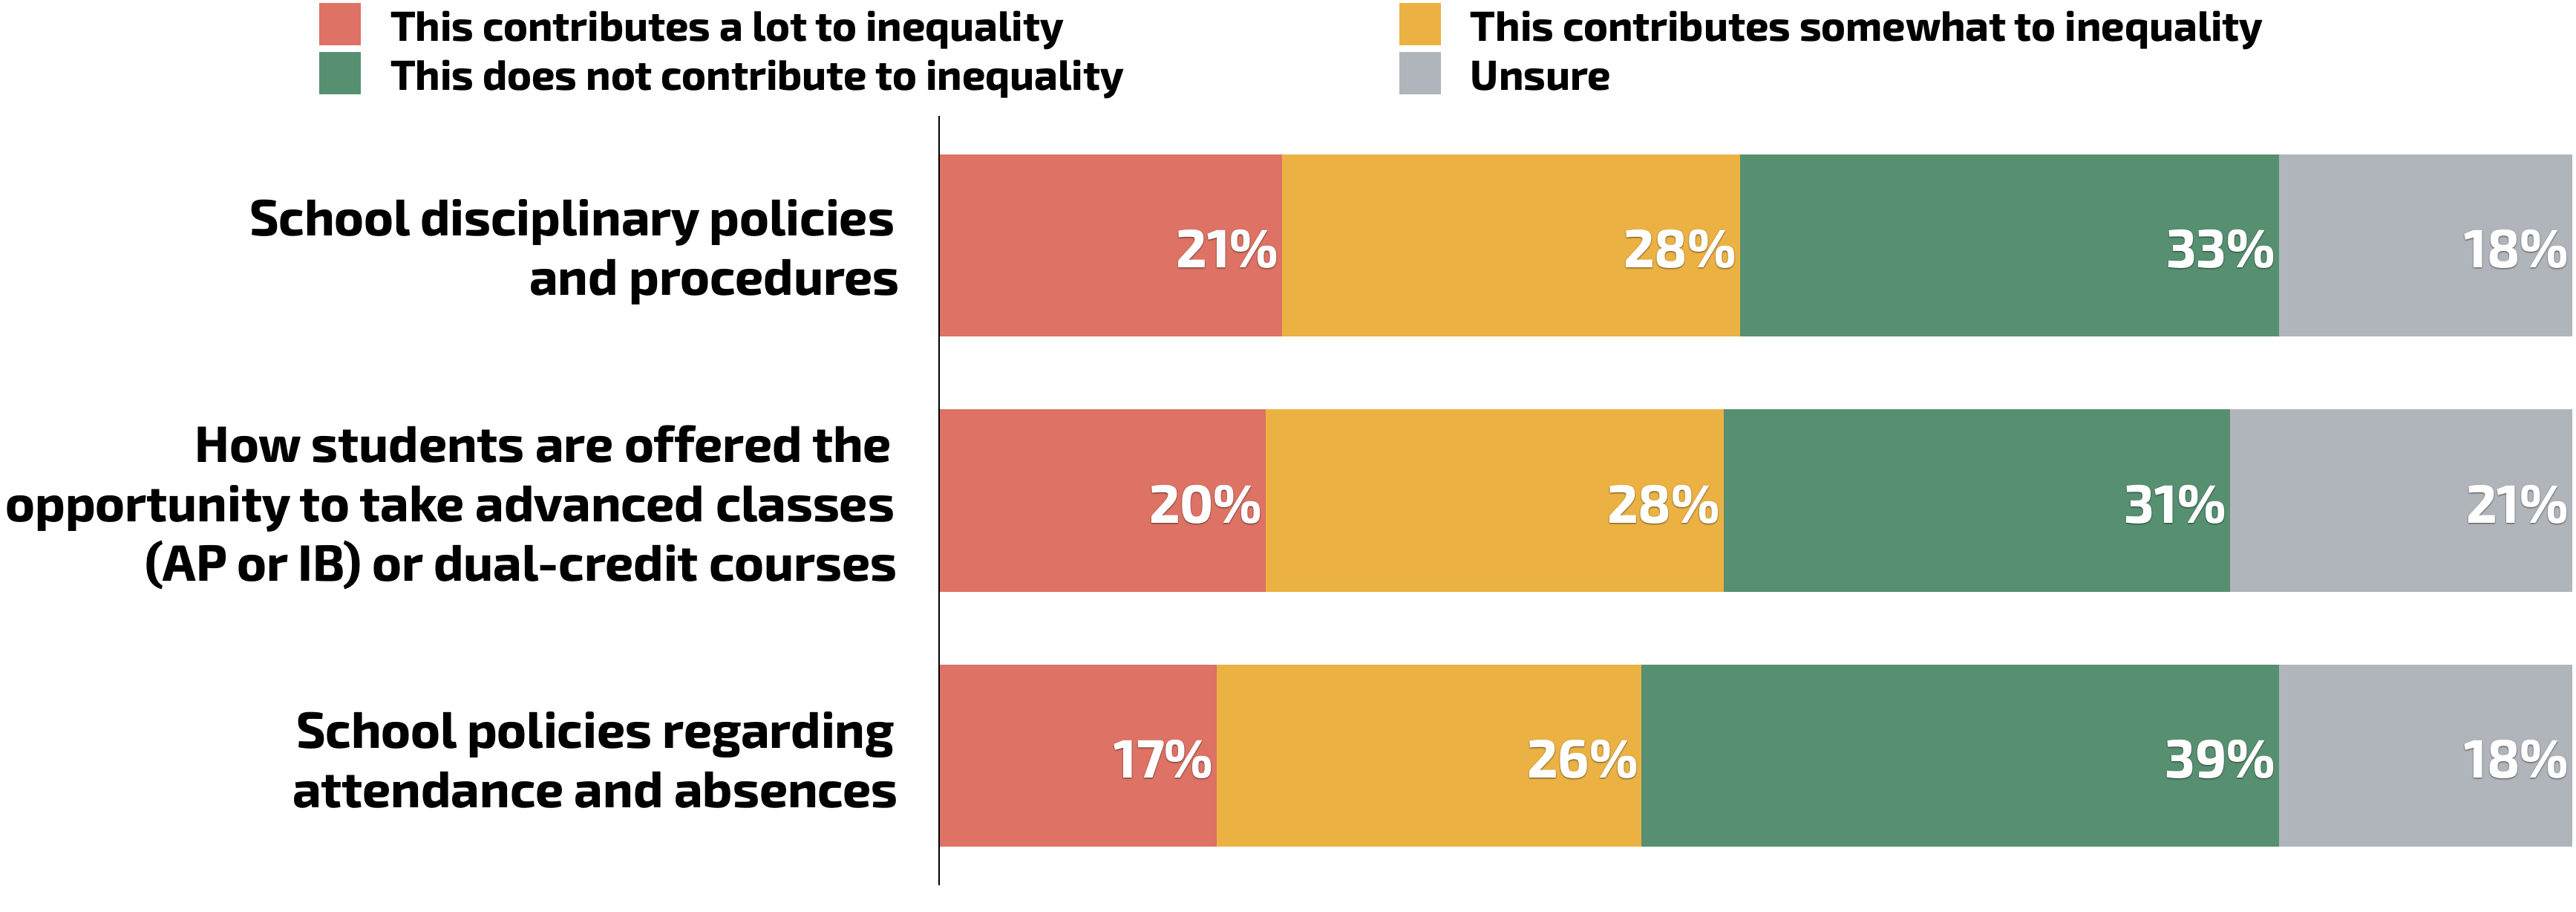 This contributes a lot to inequality
This contributes somewhat to inequality
This does not contribute to inequality
Unsure
School disciplinary policies
and procedures
21%
28%
33%
18%
How students are offered the
opportunity to take advanced classes
(AP or IB) or dual-credit courses
20%
28%
31%
21%
School policies regarding
attendance and absences
17%
26%
39%
18%